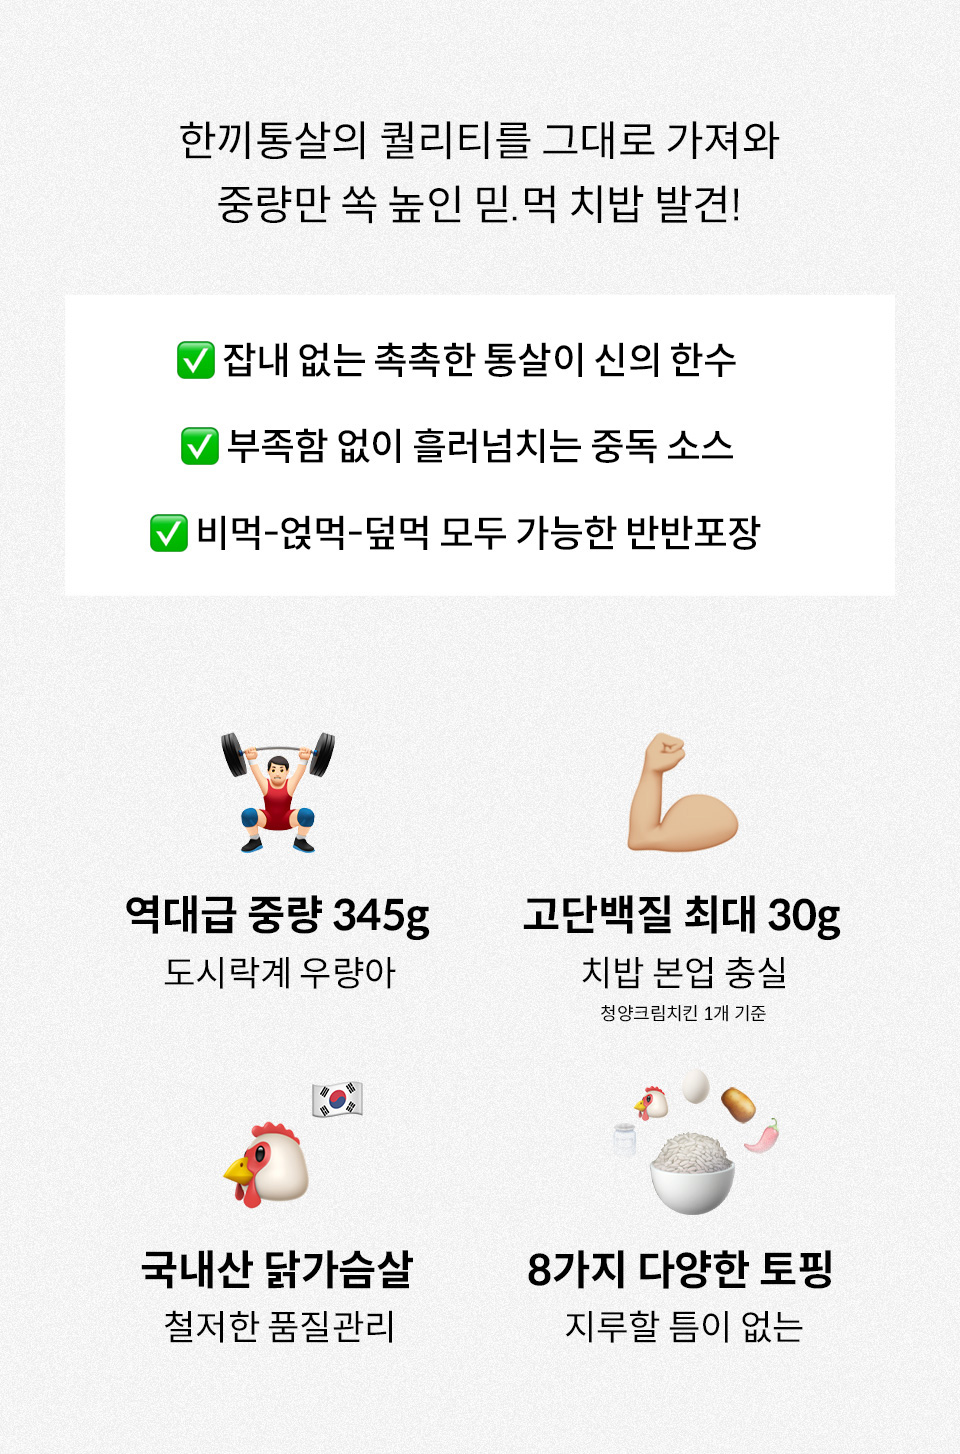 한끼통살의 퀄리티를 그대로 가져와
중량만 쏙 높인 믿.먹 치밥 발견!
✅ 잡내 없는 촉촉한 통살이 신의 한수
✅ 부족함 없이 흘러넘치는 중독 소스
✅ 비먹-얹먹-덮먹 모두 가능한 반반포장
역대급 중량 345g
도시락계 우량아
고단백질 최대 30g
치밥 본업 충실
청양크림치킨 1개 기준
국내산 닭가슴살
철저한 품질관리
8가지 다양한 토핑
지루할 틈이 없는